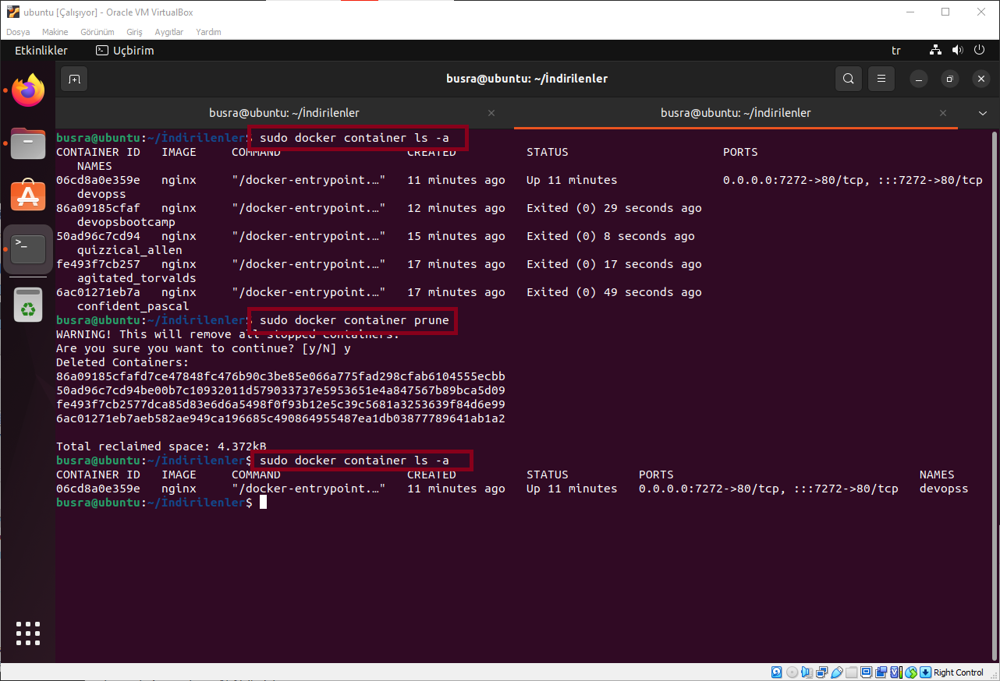 ubuntu [Çalışıyor] - Oracle VM VirtualBox
Dosya Makine Görünüm Giriş Aygıtlar Yardım
Etkinlikler Uçbirim tr
busra@ubuntu: ~/İndirilenler
busra@ubuntu: ~/İndirilenler busra@ubuntu: ~/İndirilenler
busra@ubuntu:~/İndirilenler$ sudo docker container ls -a
CONTAINER ID IMAGE COMMAND CREATED STATUS PORTS
NAMES
06cd8a0e359e nginx "/docker-entrypoint.…" 11 minutes ago Up 11 minutes 0.0.0.0:7272->80/tcp, :::7272->80/tcp
devopss
86a09185cfaf nginx "/docker-entrypoint.…" 12 minutes ago Exited (0) 29 seconds ago
devopsbootcamp
50ad96c7cd94 nginx "/docker-entrypoint.…" 15 minutes ago Exited (0) 8 seconds ago
quizzical_allen
fe493f7cb257 nginx "/docker-entrypoint.…" 17 minutes ago Exited (0) 17 seconds ago
agitated_torvalds
6ac01271eb7a nginx "/docker-entrypoint.…" 17 minutes ago Exited (0) 49 seconds ago
confident_pascal
busra@ubuntu:~/İndirilenler$ sudo docker container prune
WARNING! This will remove all stopped containers.
Are you sure you want to continue? [y/N] y
Deleted Containers:
86a09185cfafd7ce47848fc476b90c3be85e066a775fad298cfab6104555ecbb
50ad96c7cd94be00b7c10932011d579033737e5953651e4a847567b89bca5d09
fe493f7cb2577dca85d83e6d6a5498f0f93b12e5c39c5681a3253639f84d6e99
6ac01271eb7aeb582ae949ca196685c490864955487ea1db03877789641ab1a2
Total reclaimed space: 4.372kB
busra@ubuntu:~/İndirilenler$ sudo docker container ls -a
CONTAINER ID IMAGE COMMAND CREATED STATUS PORTS NAMES
06cd8a0e359e nginx "/docker-entrypoint.…" 11 minutes ago Up 11 minutes 0.0.0.0:7272->80/tcp, :::7272->80/tcp devopss
busra@ubuntu:~/İndirilenler$
Right Control